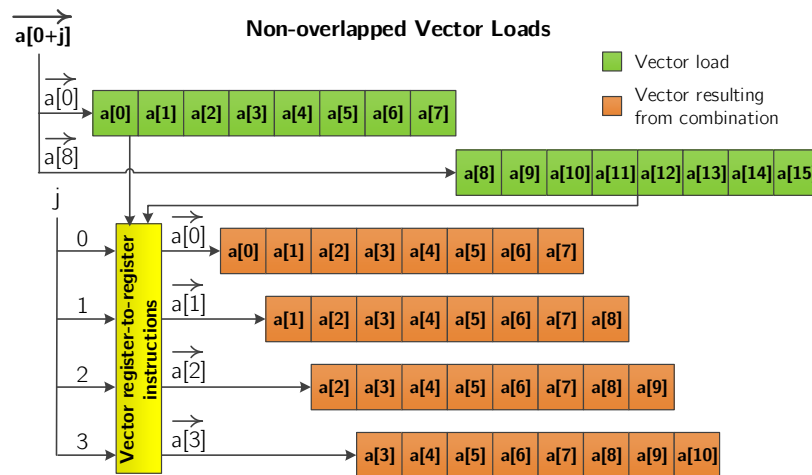 a[0+j]
Non-overlapped Vector Loads
Vector load
Vector resulting
from combination
a[0]
a[0] a[1] a[2] a[3] a[4] a[5] a[6] a[7]
a[8]
a[8] a[9] a[10] a[11] a[12] a[13] a[14] a[15
j
Vector register-to-register
instructions
0
a[0]
a[0] a[1] a[2] a[3] a[4] a[5] a[6] a[7]
1
a[1]
a[1] a[2] a[3] a[4] a[5] a[6] a[7] a[8]
2
a[2]
a[2] a[3] a[4] a[5] a[6] a[7] a[8] a[9]
3
a[3]
a[3] a[4] a[5] a[6] a[7] a[8] a[9] a[10]